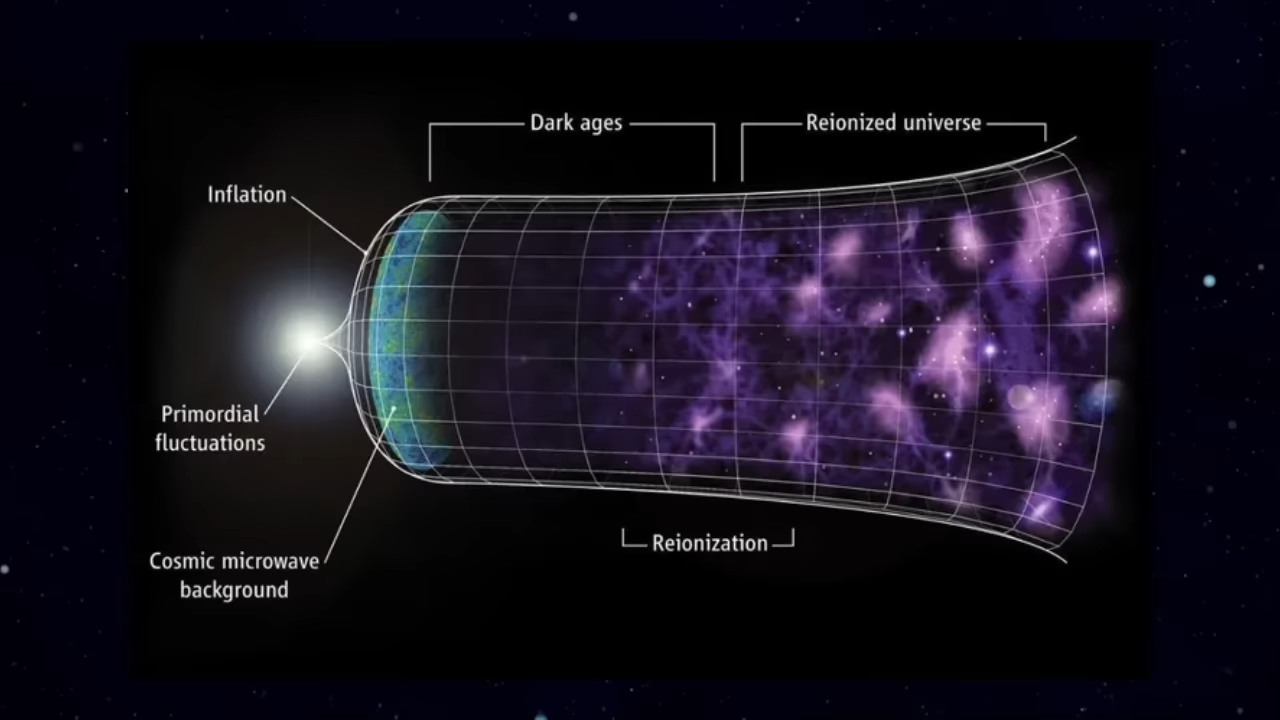 Dark ages
Reionized universe
Inflation
Primordial
fluctuations
Reionization
Cosmic microwave
background